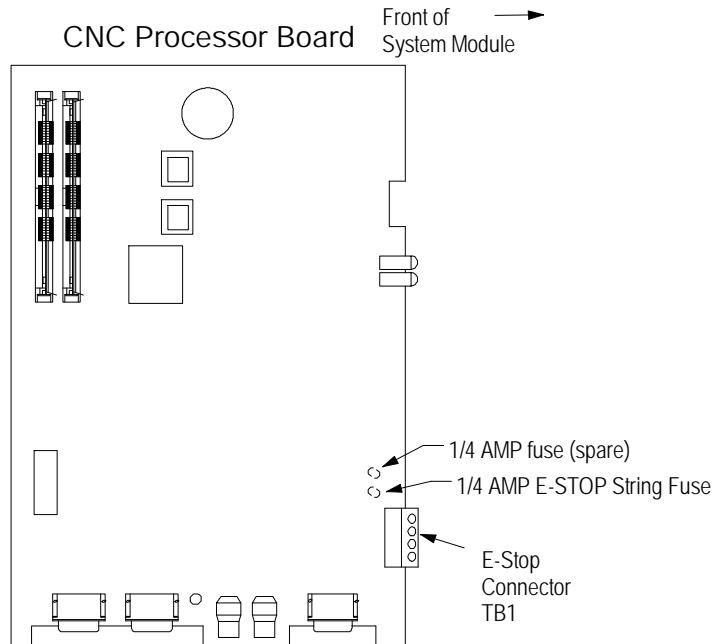 CNC Processor Board
Front of
System Module
1/4 AMP fuse (spare)
1/4 AMP E-STOP String Fuse
E-Stop
Connector
TB1